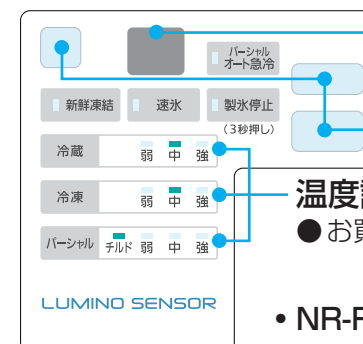 パーシャル
オート急冷
新鮮凍結
速氷
製氷停止
(3秒押し)
冷蔵 弱 中 強
冷凍 弱 中 強
パーシャル チルド 弱 中 強
LUMINO SENSOR
温度
●お
• NR-F